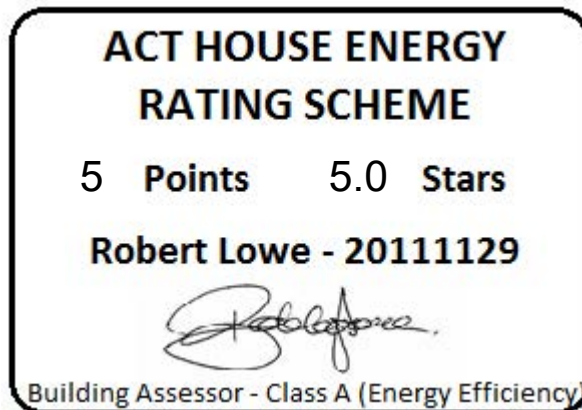 ACT HOUSE ENERGY
RATING SCHEME
5 Points 5.0 Stars
Robert Lowe - 20111129
Building Assessor - Class A (Energy Efficiency)